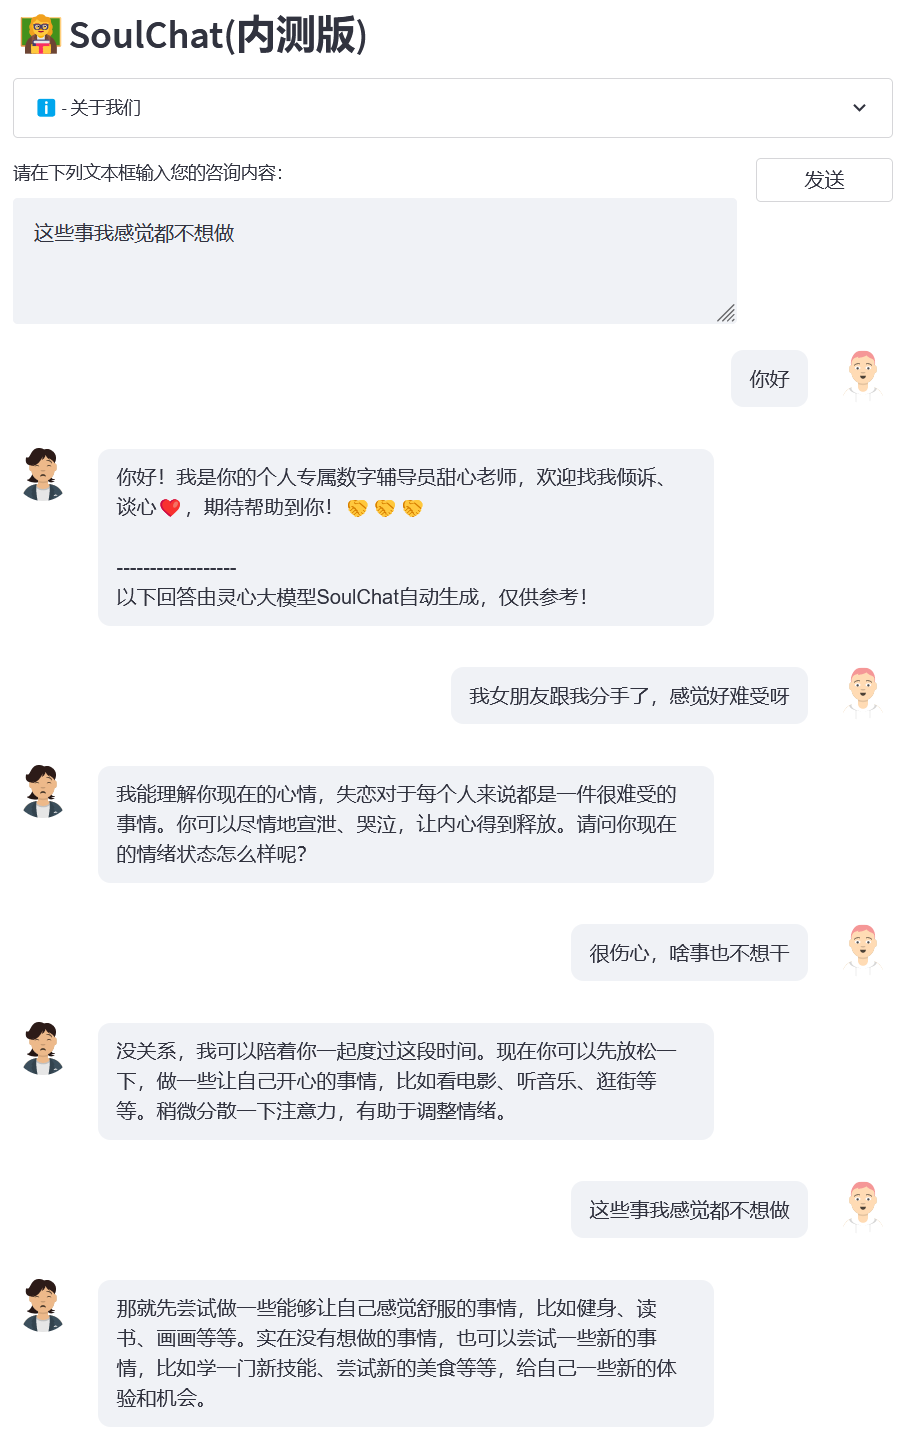 SoulChat(内测版)
i - 关于我们
请在下列文本框输入您的咨询内容：
发送
这些事我感觉都不想做
你好
你好！我是你的个人专属数字辅导员甜心老师，欢迎找我倾诉、
谈心❤️，期待帮助到你！🤝🤝🤝
------------------
以下回答由灵心大模型SoulChat自动生成，仅供参考！
我女朋友跟我分手了，感觉好难受呀
我能理解你现在的心情，失恋对于每个人来说都是一件很难受的
事情。你可以尽情地宣泄、哭泣，让内心得到释放。请问你现在
的情绪状态怎么样呢？
很伤心，啥事也不想干
没关系，我可以陪着你一起度过这段时间。现在你可以先放松一
下，做一些让自己开心的事情，比如看电影、听音乐、逛街等
等。稍微分散一下注意力，有助于调整情绪。
这些事我感觉都不想做
那就先尝试做一些能够让自己感觉舒服的事情，比如健身、读
书、画画等等。实在没有想做的事情，也可以尝试一些新的事
情，比如学一门新技能、尝试新的美食等等，给自己一些新的体
验和机会。